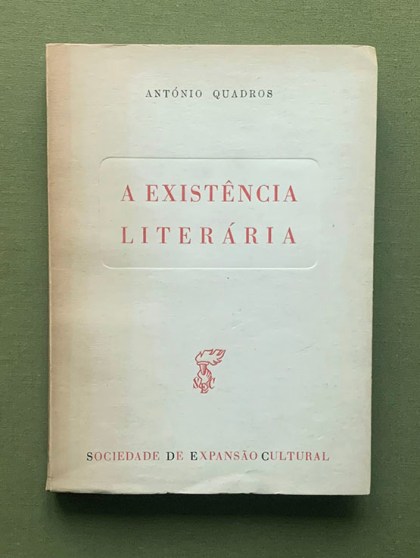 ANTÓNIO QUADROS
A EXISTÊNCIA
LITERÁRIA
SOCIEDADE DE EXPANSÃO CULTURAL